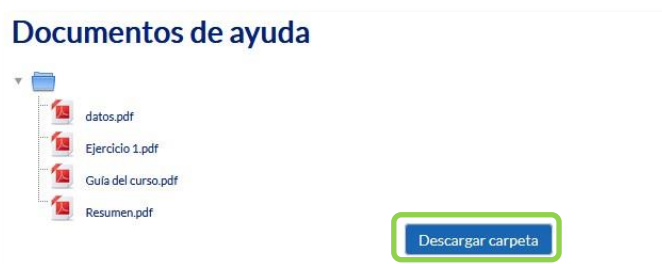 Documentos de ayuda
datos.pdf
Ejercicio 1.pdf
Guía del curso.pdf
Resumen.pdf
Descargar carpeta